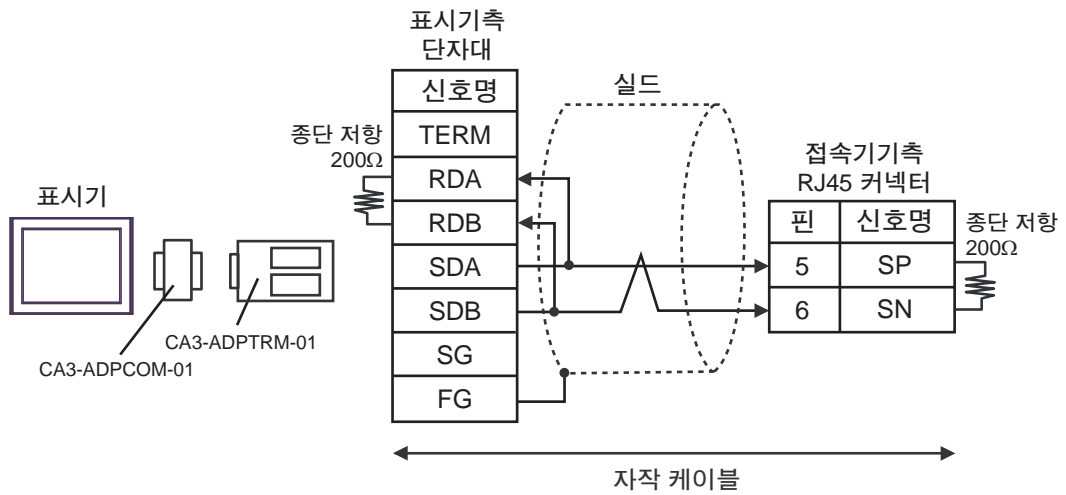 표시기측
단자대
신호명
TERM
RDA
RDB
SDA
SDB
SG
FG
종단 저항
200Ω
실드
표시기
CA3-ADPTRM-01
CA3-ADPCOM-01
접속기기측
RJ45 커넥터
핀 신호명
5 SP
6 SN
종단 저항
200Ω
자작 케이블